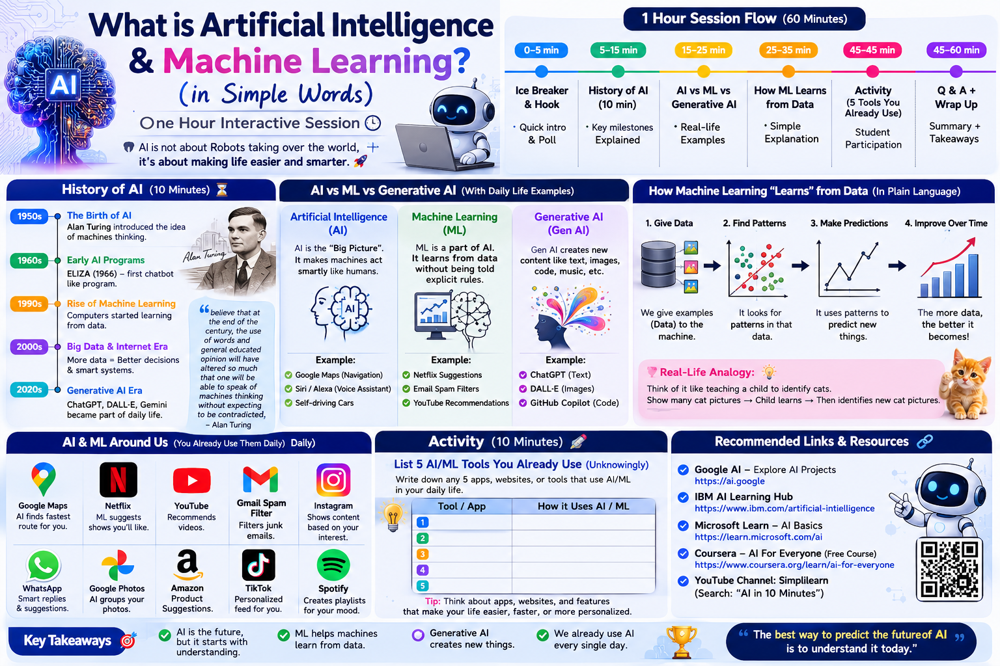 What is Artificial Intelligence
& Machine Learning?
(in Simple Words)
One Hour Interactive Session
AI is not about Robots taking over the world,
it's about making life easier and smarter.
AI
1 Hour Session Flow (60 Minutes)
0–5 min
Ice Breaker
& Hook
• Quick intro
& Poll
5–15 min
History of AI
(10 min)
• Key milestones
Explained
15–25 min
AI vs ML vs
Generative AI
• Real-life
Examples
25–35 min
How ML Learns
from Data
• Simple
Explanation
45–45 min
Activity
(5 Tools You
Already Use)
Student
Participation
45–60 min
Q & A +
Wrap Up
Summary +
Takeaways
History of AI (10 Minutes)
1950s
The Birth of AI
Alan Turing introduced the idea
of machines thinking.
1960s
Early AI Programs
ELIZA (1966) – first chatbot
like program.
1990s
Rise of Machine Learning
Computers started learning
from data.
2000s
Big Data & Internet Era
More data = Better decisions
& smart systems.
2020s
Generative AI Era
ChatGPT, DALL·E, Gemini
became part of daily life.
Alan Turing
“ believe that at
the end of the
century, the use
of words and
general educated
opinion will have
altered so much
that one will be
able to speak of
machines thinking
without expecting
to be contradicted,
– Alan Turing
AI vs ML vs Generative AI (With Daily Life Examples)
Artificial Intelligence
(AI)
AI is the “Big Picture”.
It makes machines act
smartly like humans.
AI
Example:
Google Maps (Navigation)
Siri / Alexa (Voice Assistant)
Self-driving Cars
Machine Learning
(ML)
ML is a part of AI.
It learns from data
without being told
explicit rules.
Example:
Netflix Suggestions
Email Spam Filters
YouTube Recommendations
Generative AI
(Gen AI)
Gen AI creates new
content like text, images,
code, music, etc.
Example:
ChatGPT (Text)
DALL·E (Images)
GitHub Copilot (Code)
How Machine Learning “Learns” from Data (In Plain Language)
1. Give Data
We give examples
(Data) to the
machine.
2. Find Patterns
It looks for
patterns in that
data.
3. Make Predictions
It uses patterns to
predict new
things.
4. Improve Over Time
The more data,
the better it
becomes!
Real-Life Analogy:
Think of it like teaching a child to identify cats.
Show many cat pictures → Child learns → Then identifies new cat pictures.
AI & ML Around Us (You Already Use Them Daily) Daily)
Google Maps
AI finds fastest
route for you.
N
Netflix
ML suggests
shows you'll like.
YouTube
Recommends
videos.
Gmail Spam
Filter
Filters junk
emails.
Instagram
Shows content
based on your
interest.
WhatsApp
Smart replies
& suggestions.
Google Photos
AI groups your
photos.
a
Amazon
Product
Suggestions.
TikTok
Personalized
feed for you.
Spotify
Creates playlists
for your mood.
Activity (10 Minutes)
List 5 AI/ML Tools You Already Use (Unknowingly)
Write down any 5 apps, websites, or tools that use AI/ML
in your daily life.
Tool / App How it Uses AI / ML
1
2
3
4
5
Tip: Think about apps, websites, and features
that make your life easier, faster, or more personalized.
Recommended Links & Resources
Google AI – Explore AI Projects
https://ai.google
IBM AI Learning Hub
https://www.ibm.com/artificial-intielligence
Microsoft Learn – AI Basics
https://learn.microsoft.com/ai
Coursera – AI For Everyone (Free Course)
https://www.coursera.org/learn/ai-for-everyone
YouTube Channel: Simplilearn
(Search: “AI in 10 Minutes”)
Key Takeaways
AI is the future,
but it starts with
understanding.
ML helps machines
learn from data.
Generative AI
creates new things.
We already use AI
every single day.
“ The best way to predict the future of AI ”
is to understand it today.”